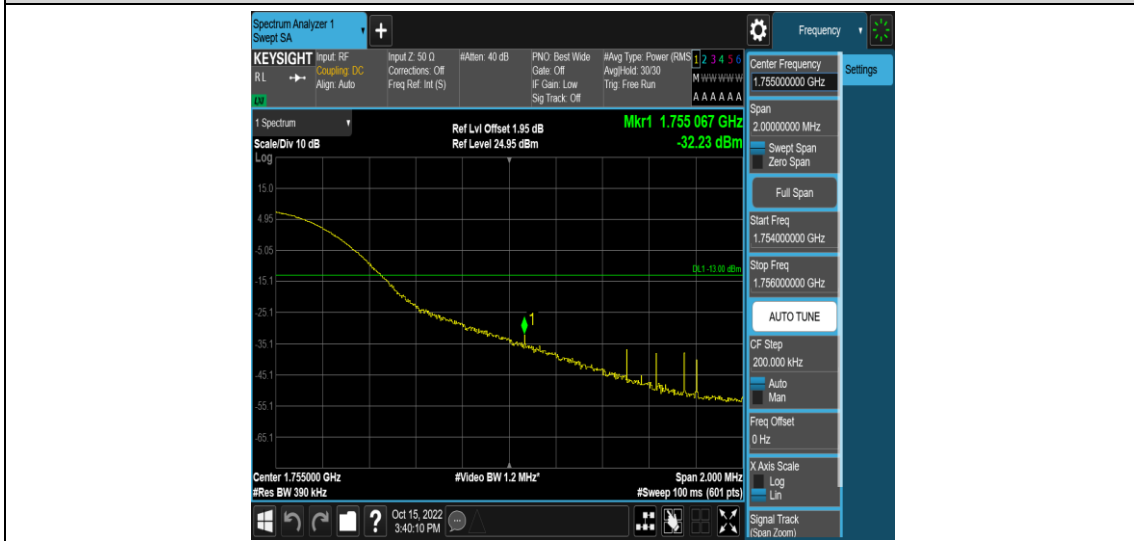 Spectrum Analyzer 1
Swept SA
+
Frequency
KEYSIGHT
RL
LXI
Input: RF
Coupling: DC
Align: Auto
Input Z: 50 Ω
Corrections: Off
Freq Ref: Int (S)
#Atten: 40 dB
PNO: Best Wide
Gate: Off
IF Gain: Low
Sig Track: Off
#Avg Type: Power (RMS
Avg|Hold: 30/30
Trig: Free Run
1 2 3 4 5 6
M W W W W W
A A A A A A
1 Spectrum
Scale/Div 10 dB
Ref Lvl Offset 1.95 dB
Ref Level 24.95 dBm
Mkr1 1.755 067 GHz
-32.23 dBm
Log
15.0
4.95
-5.05
DL1 -13.00 dBm
-15.1
-25.1
1
-35.1
-45.1
-55.1
-65.1
Center 1.755000 GHz
#Res BW 390 kHz
#Video BW 1.2 MHz*
Span 2.000 MHz
#Sweep 100 ms (601 pts)
Center Frequency
1.755000000 GHz
Settings
Span
2.00000000 MHz
Swept Span
Zero Span
Full Span
Start Freq
1.754000000 GHz
Stop Freq
1.756000000 GHz
AUTO TUNE
CF Step
200.000 kHz
Auto
Man
Freq Offset
0 Hz
X Axis Scale
Log
Lin
Signal Track
(Span Zoom)
?
Oct 15, 2022
3:40:10 PM